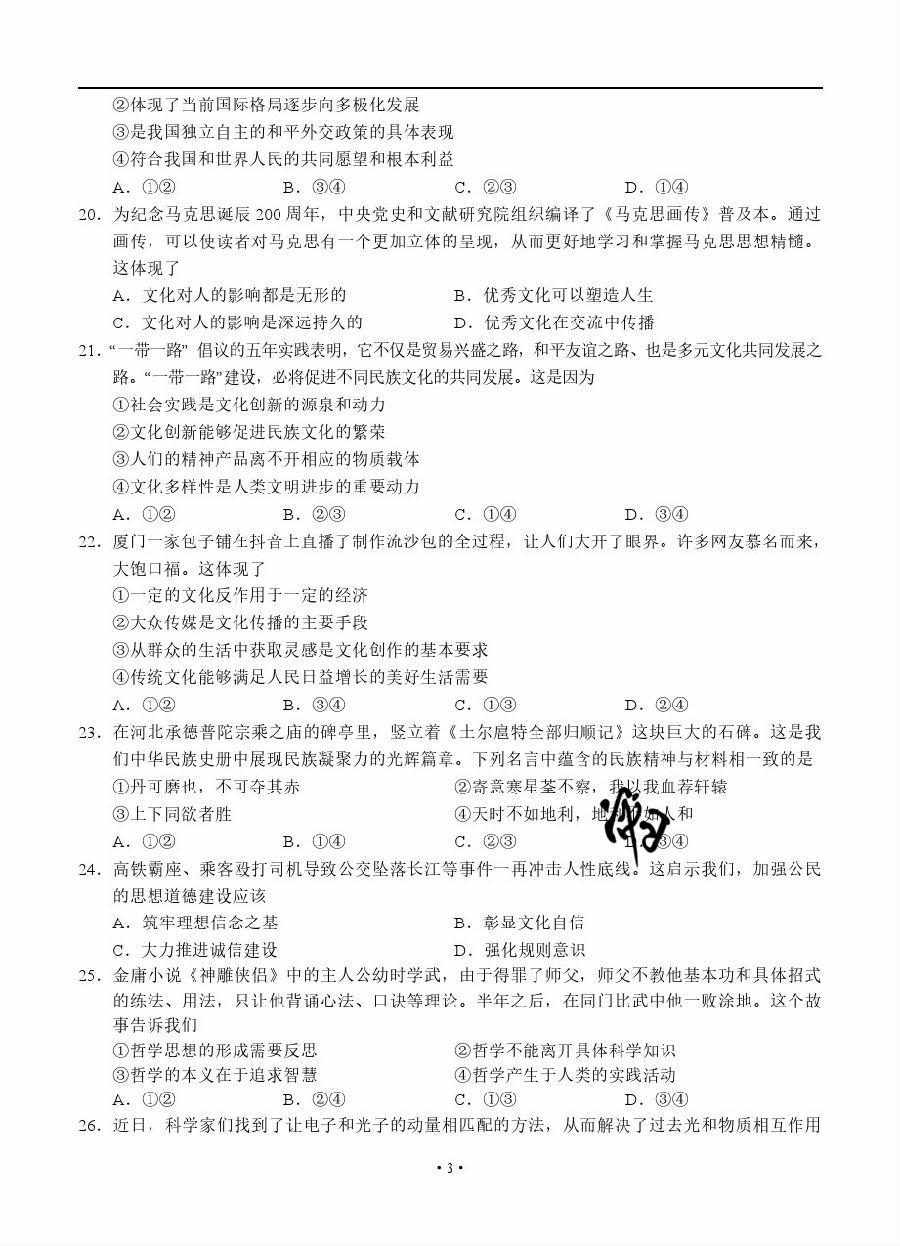 ②体现了当前国际格局逐步向多极化发展
③是我国独立自主的和平外交政策的具体表现
④符合我国和世界人民的共同愿望和根本利益
A．①② B．③④ C．②③ D．①④
20．为纪念马克思诞辰 200 周年，中央党史和文献研究院组织编译了《马克思画传》普及本。通过
画传，可以使读者对马克思有一个更加立体的呈现，从而更好地学习和掌握马克思思想精髓。
这体现了
A．文化对人的影响都是无形的 B．优秀文化可以塑造人生
C．文化对人的影响是深远持久的 D．优秀文化在交流中传播
21．“一带一路” 倡议的五年实践表明，它不仅是贸易兴盛之路，和平友谊之路、也是多元文化共同发展之
路。“一带一路”建设，必将促进不同民族文化的共同发展。这是因为
①社会实践是文化创新的源泉和动力
②文化创新能够促进民族文化的繁荣
③人们的精神产品离不开相应的物质载体
④文化多样性是人类文明进步的重要动力
A．①② B．②③ C．①④ D．③④
22．厦门一家包子铺在抖音上直播了制作流沙包的全过程，让人们大开了眼界。许多网友慕名而来，
大饱口福。这体现了
①一定的文化反作用于一定的经济
②大众传媒是文化传播的主要手段
③从群众的生活中获取灵感是文化创作的基本要求
④传统文化能够满足人民日益增长的美好生活需要
A．①② B．③④ C．①③ D．②④
23．在河北承德普陀宗乘之庙的碑亭里，竖立着《土尔扈特全部归顺记》这块巨大的石碑。这是我
们中华民族史册中展现民族凝聚力的光辉篇章。下列名言中蕴含的民族精神与材料相一致的是
①丹可磨也，不可夺其赤 ②寄意寒星荃不察，我以我血荐轩辕
③上下同欲者胜 ④天时不如地利，地利不如人和
A．①② B．①④ C．②③ D．③④
24．高铁霸座、乘客殴打司机导致公交坠落长江等事件一再冲击人性底线。这启示我们，加强公民
的思想道德建设应该
A．筑牢理想信念之基 B．彰显文化自信
C．大力推进诚信建设 D．强化规则意识
25．金庸小说《神雕侠侣》中的主人公幼时学武，由于得罪了师父，师父不教他基本功和具体招式
的练法、用法，只让他背诵心法、口诀等理论。半年之后，在同门比武中他一败涂地。这个故
事告诉我们
①哲学思想的形成需要反思 ②哲学不能离开具体科学知识
③哲学的本义在于追求智慧 ④哲学产生于人类的实践活动
A．①② B．②④ C．①③ D．③④
26．近日，科学家们找到了让电子和光子的动量相匹配的方法，从而解决了过去光和物质相互作用
• 3 •